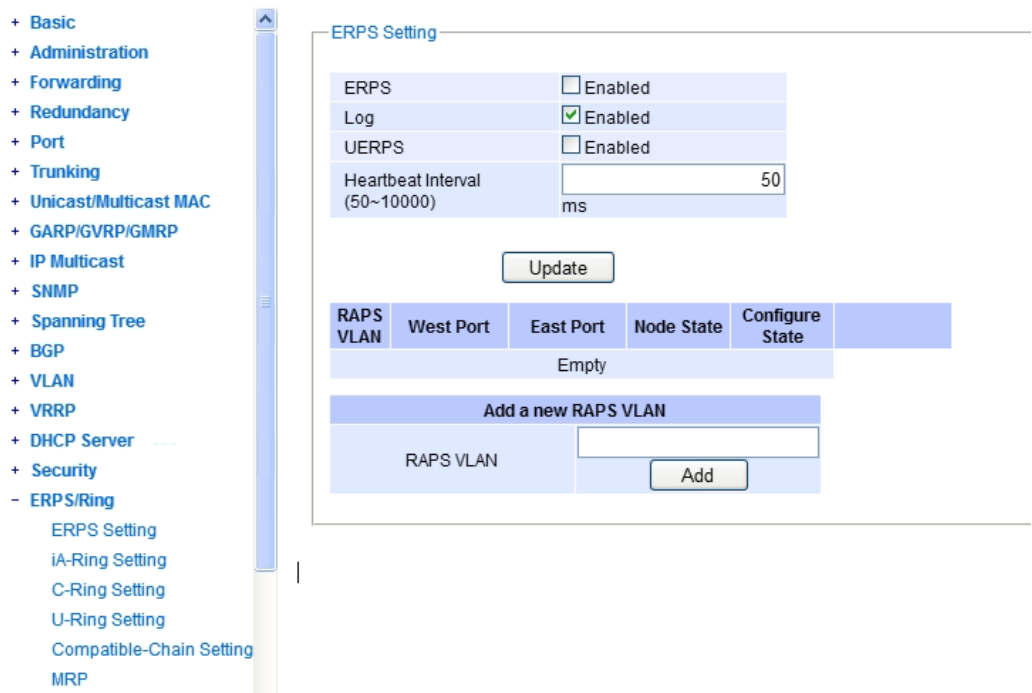 + Basic
+ Administration
+ Forwarding
+ Redundancy
+ Port
+ Trunking
+ Unicast/Multicast MAC
+ GARP/GVRP/GMRP
+ IP Multicast
+ SNMP
+ Spanning Tree
+ BGP
+ VLAN
+ VRRP
+ DHCP Server
+ Security
- ERPS/Ring
ERPS Setting
iA-Ring Setting
C-Ring Setting
U-Ring Setting
Compatible-Chain Setting
MRP
ERPS Setting
ERPS Enabled
Log Enabled
UERPS Enabled
Heartbeat Interval
(50~10000)
50
ms
Update
RAPS VLAN West Port East Port Node State Configure State
Empty
Add a new RAPS VLAN
RAPS VLAN
Add